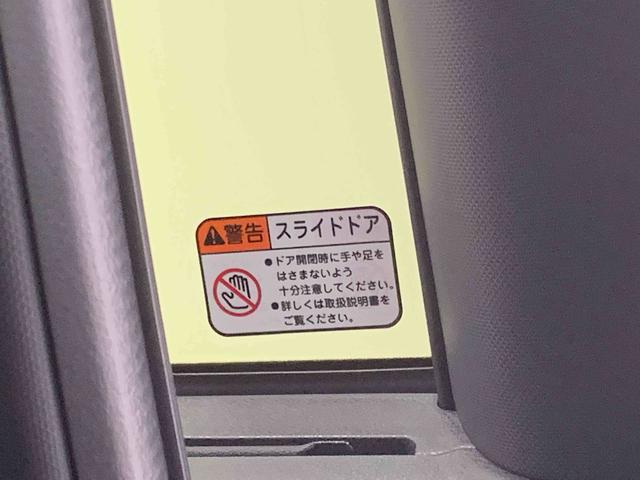 警告 スライドドア
●ドア開閉時に手や足を
はさまないよう
十分注意してください。
●詳しくは取扱説明書を
ご覧ください。